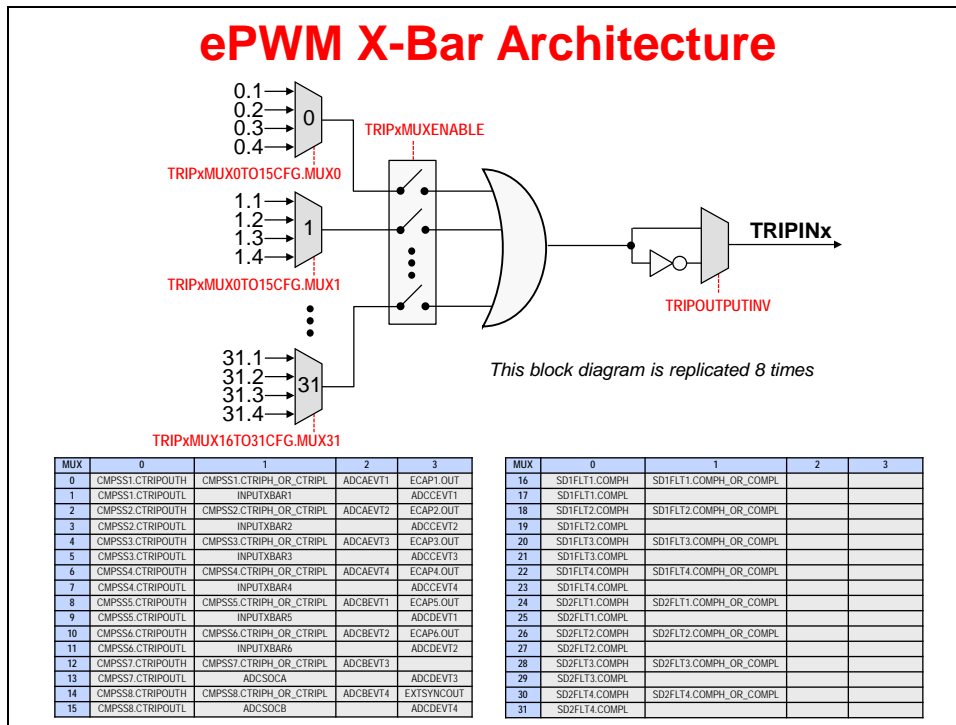 ePWM X-Bar Architecture
0.1
0.2
0.3
0.4
0
TRIPxMUX0TO15CFG.MUX0
TRIPxMUXENABLE
1.1
1.2
1.3
1.4
1
TRIPxMUX0TO15CFG.MUX1
31.1
31.2
31.3
31.4
31
TRIPxMUX16TO31CFG.MUX31
TRIPINx
TRIPOUTPUTINV
This block diagram is replicated 8 times
MUX 0 1 2 3
0 CMPSS1.CTRIPOUTH CMPSS1.CTRIPH_OR_CTRIPL ADCAEVT1 ECAP1.OUT
1 CMPSS1.CTRIPOUTL INPUTXBAR1 ADCCEVT1
2 CMPSS2.CTRIPOUTH CMPSS2.CTRIPH_OR_CTRIPL ADCAEVT2 ECAP2.OUT
3 CMPSS2.CTRIPOUTL INPUTXBAR2 ADCCEVT2
4 CMPSS3.CTRIPOUTH CMPSS3.CTRIPH_OR_CTRIPL ADCAEVT3 ECAP3.OUT
5 CMPSS3.CTRIPOUTL INPUTXBAR3 ADCCEVT3
6 CMPSS4.CTRIPOUTH CMPSS4.CTRIPH_OR_CTRIPL ADCAEVT4 ECAP4.OUT
7 CMPSS4.CTRIPOUTL INPUTXBAR4 ADCCEVT4
8 CMPSS5.CTRIPOUTH CMPSS5.CTRIPH_OR_CTRIPL ADCBEVT1 ECAP5.OUT
9 CMPSS5.CTRIPOUTL INPUTXBAR5 ADCDEVT1
10 CMPSS6.CTRIPOUTH CMPSS6.CTRIPH_OR_CTRIPL ADCBEVT2 ECAP6.OUT
11 CMPSS6.CTRIPOUTL INPUTXBAR6 ADCDEVT2
12 CMPSS7.CTRIPOUTH CMPSS7.CTRIPH_OR_CTRIPL ADCBEVT3
13 CMPSS7.CTRIPOUTL ADCSOCA ADCDEVT3
14 CMPSS8.CTRIPOUTH CMPSS8.CTRIPH_OR_CTRIPL ADCBEVT4 EXTSYNCOUT
15 CMPSS8.CTRIPOUTL ADCSOCB ADCDEVT4
MUX 0 1 2 3
16 SD1FLT1.COMPH SD1FLT1.COMPH_OR_COMPL
17 SD1FLT1.COMPL
18 SD1FLT2.COMPH SD1FLT2.COMPH_OR_COMPL
19 SD1FLT2.COMPL
20 SD1FLT3.COMPH SD1FLT3.COMPH_OR_COMPL
21 SD1FLT3.COMPL
22 SD1FLT4.COMPH SD1FLT4.COMPH_OR_COMPL
23 SD1FLT4.COMPL
24 SD2FLT1.COMPH SD2FLT1.COMPH_OR_COMPL
25 SD2FLT1.COMPL
26 SD2FLT2.COMPH SD2FLT2.COMPH_OR_COMPL
27 SD2FLT2.COMPL
28 SD2FLT3.COMPH SD2FLT3.COMPH_OR_COMPL
29 SD2FLT3.COMPL
30 SD2FLT4.COMPH SD2FLT4.COMPH_OR_COMPL
31 SD2FLT4.COMPL